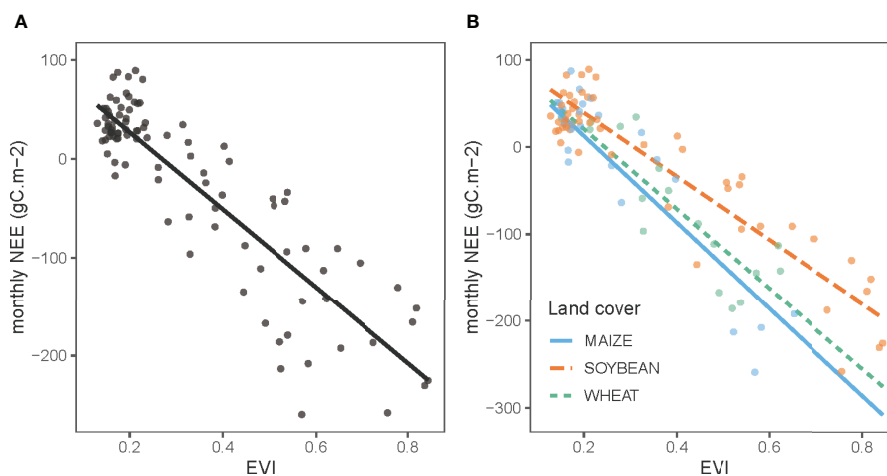 A
B
monthly NEE (gC.m−2)
100
0
−100
−200
0.2
0.4
0.6
0.8
EVI
monthly NEE (gC.m−2)
100
0
−100
−200
−300
Land cover
MAIZE
SOYBEAN
WHEAT
0.2
0.4
0.6
0.8
EVI